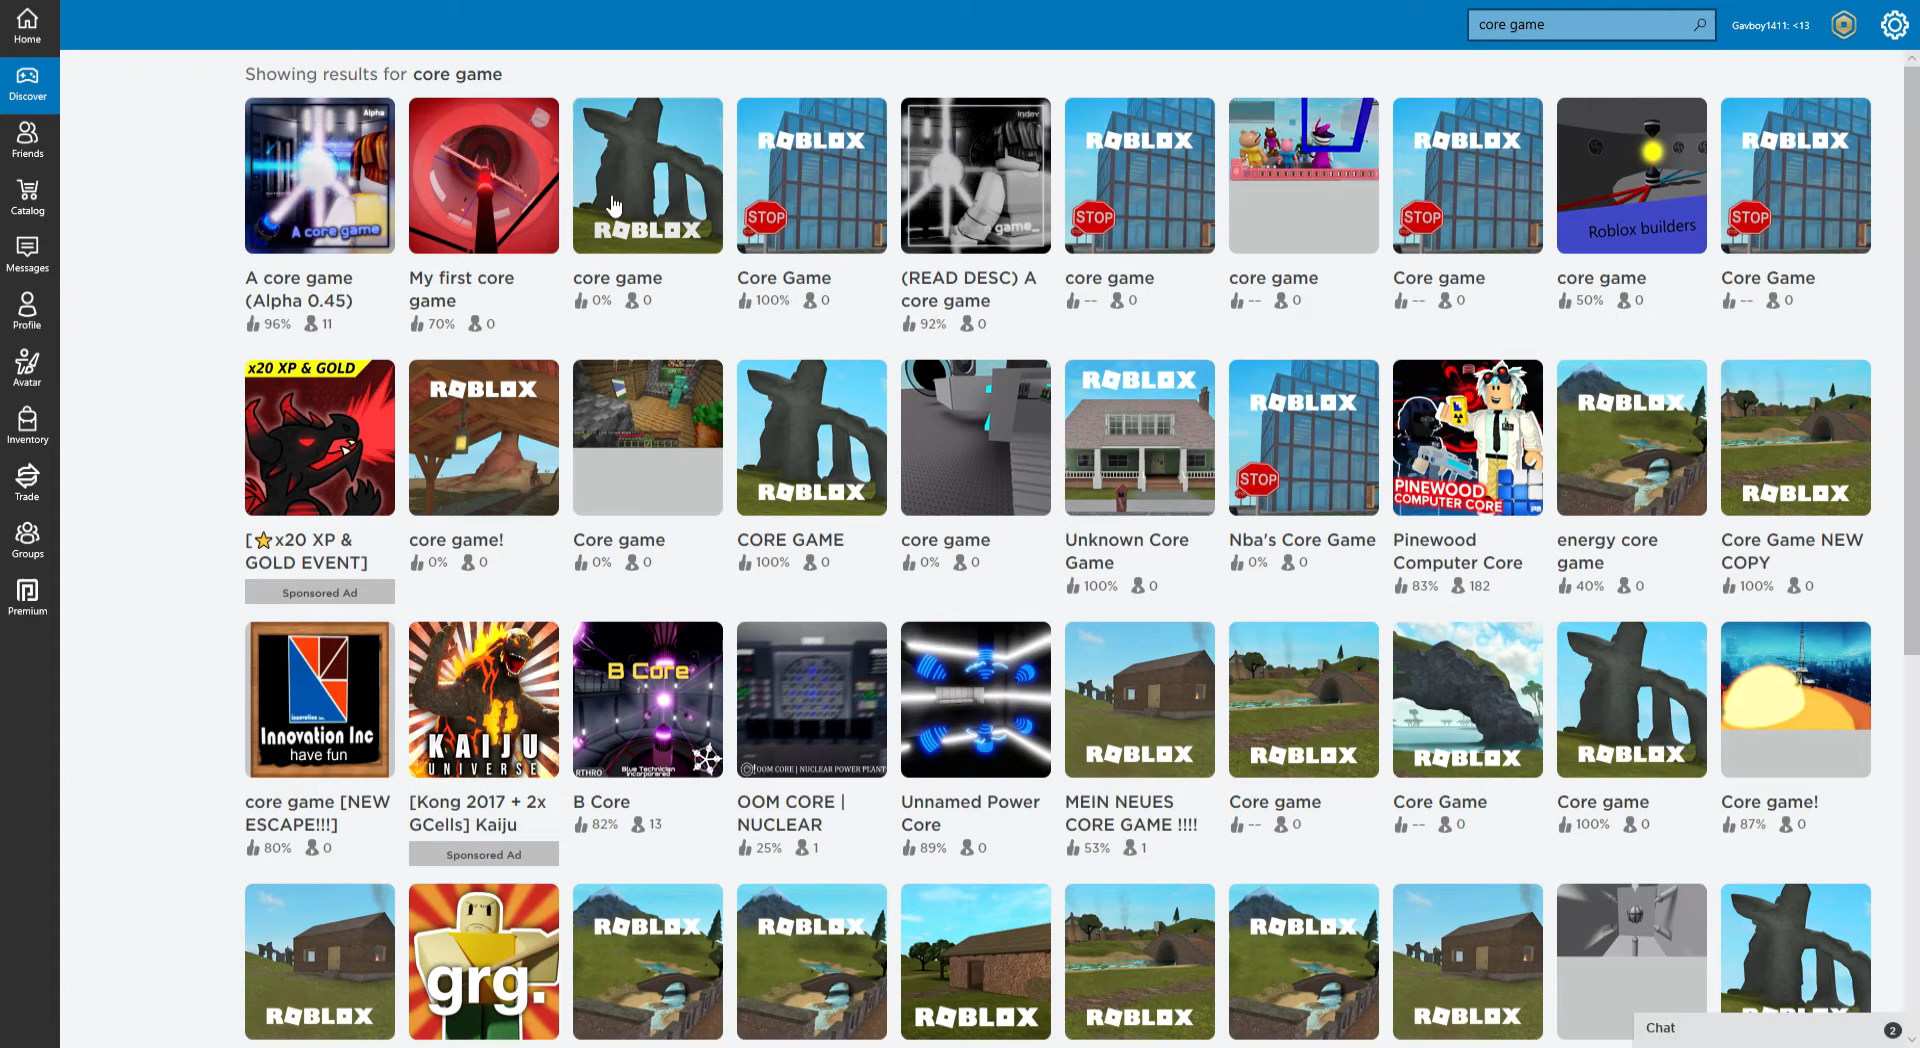 Home
core game
Gavboy1411: <13
Discover
Friends
Catalog
Messages
Profile
Avatar
Inventory
Trade
Groups
Premium
Showing results for core game
Alpha
A core game
ROBLOX
ROBLOX
STOP
indev
game_
ROBLOX
STOP
ROBLOX
STOP
Roblox builders
ROBLOX
STOP
A core game
(Alpha 0.45)
96% 11
My first core
game
70% 0
core game
0% 0
Core Game
100% 0
(READ DESC) A
core game
92% 0
core game
-- 0
core game
-- 0
Core game
-- 0
core game
50% 0
Core Game
-- 0
x20 XP & GOLD
ROBLOX
ROBLOX
ROBLOX
ROBLOX
STOP
PINEWOOD
COMPUTER CORE
PB
ROBLOX
ROBLOX
[⭐x20 XP &
GOLD EVENT]
Sponsored Ad
core game!
0% 0
Core game
0% 0
CORE GAME
100% 0
core game
0% 0
Unknown Core
Game
100% 0
Nba's Core Game
0% 0
Pinewood
Computer Core
83% 182
energy core
game
40% 0
Core Game NEW
COPY
100% 0
innovation inc.
Innovation Inc
have fun
KAIJU
UNIVERSE
B Core
RTHRO
Blue Technician
Incorporated
OOM CORE | NUCLEAR POWER PLANT
ROBLOX
ROBLOX
ROBLOX
ROBLOX
core game [NEW
ESCAPE!!!]
80% 0
[Kong 2017 + 2x
GCells] Kaiju
Sponsored Ad
B Core
82% 13
OOM CORE |
NUCLEAR
25% 1
Unnamed Power
Core
89% 0
MEIN NEUES
CORE GAME !!!!
53% 1
Core game
-- 0
Core Game
-- 0
Core game
100% 0
Core game!
87% 0
ROBLOX
grg.
ROBLOX
ROBLOX
ROBLOX
ROBLOX
ROBLOX
ROBLOX
ROBLOX
Chat
2